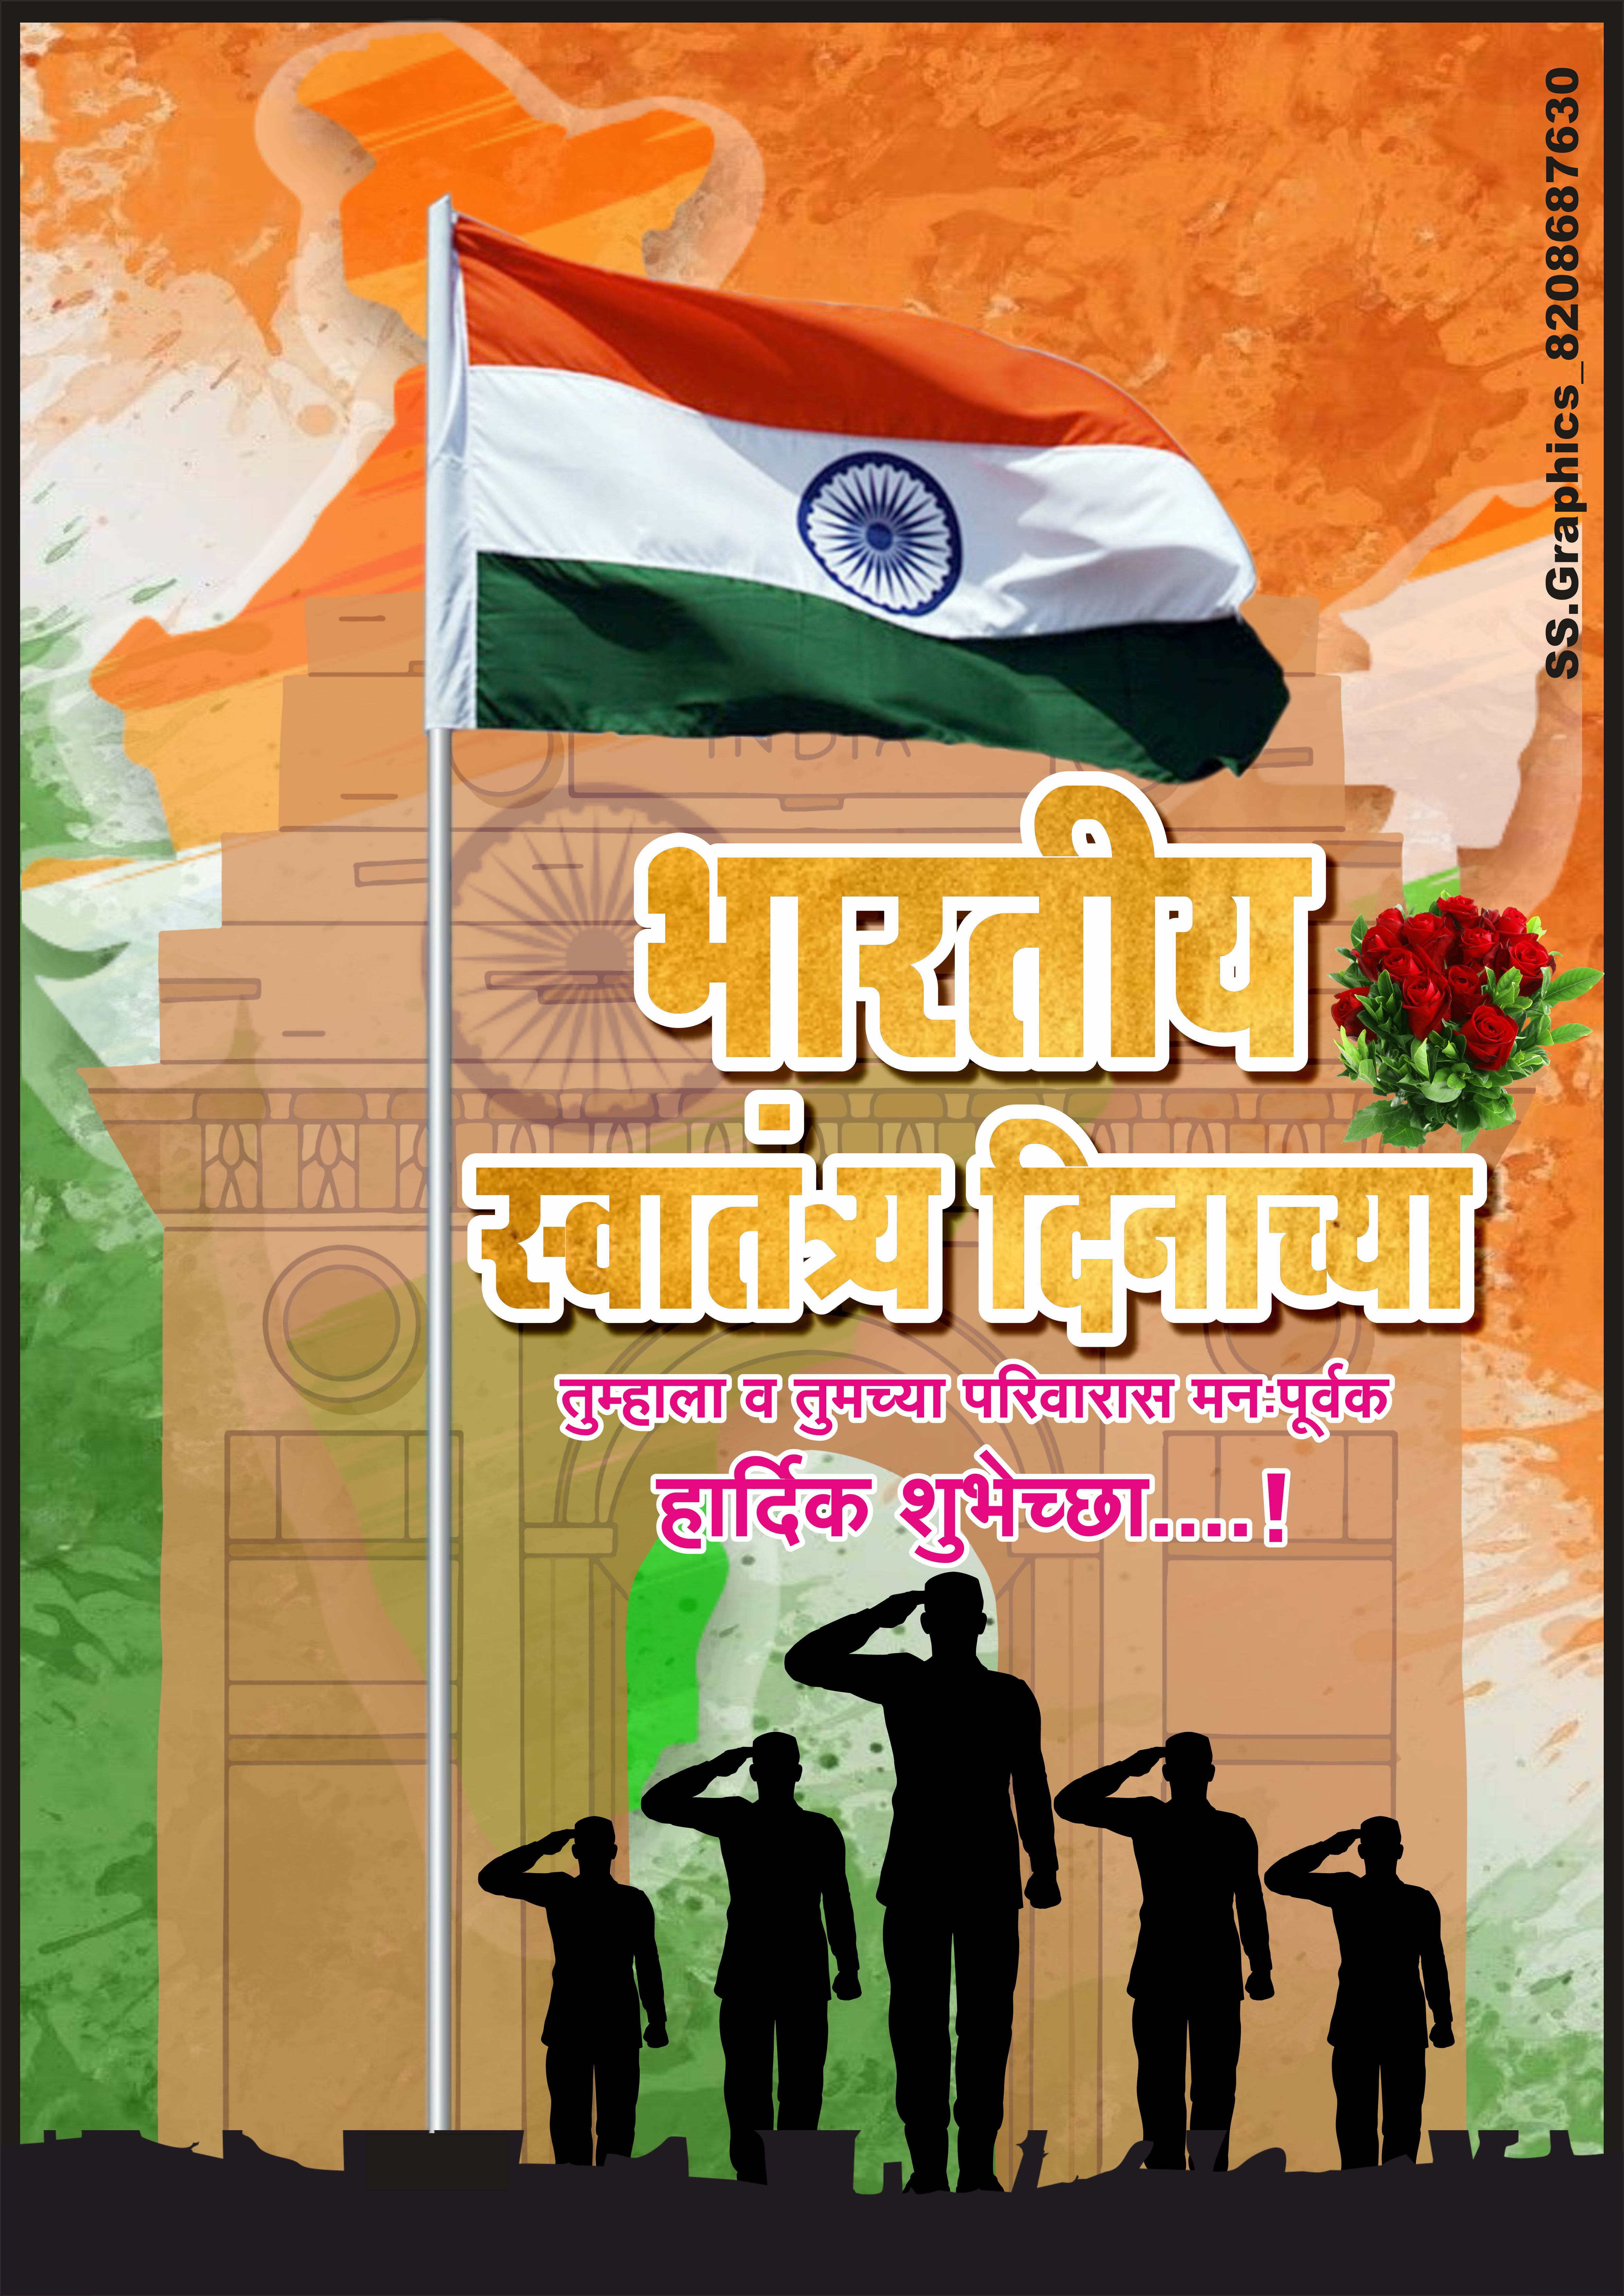 SS.Graphics_8208687630
INDIA
भारतीय
स्वातंत्र्य दिनाच्या
तुम्हाला व तुमच्या परिवारास मनःपूर्वक
हार्दिक शुभेच्छा....!